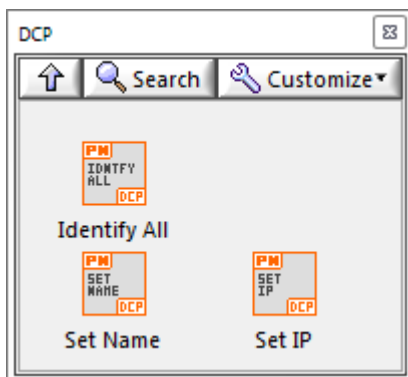 DCP
Search Customize
PN
IDNTFY
ALL
DCP
Identify All
PN PN
SET SET
NAME IP
DCP DCP
Set Name Set IP